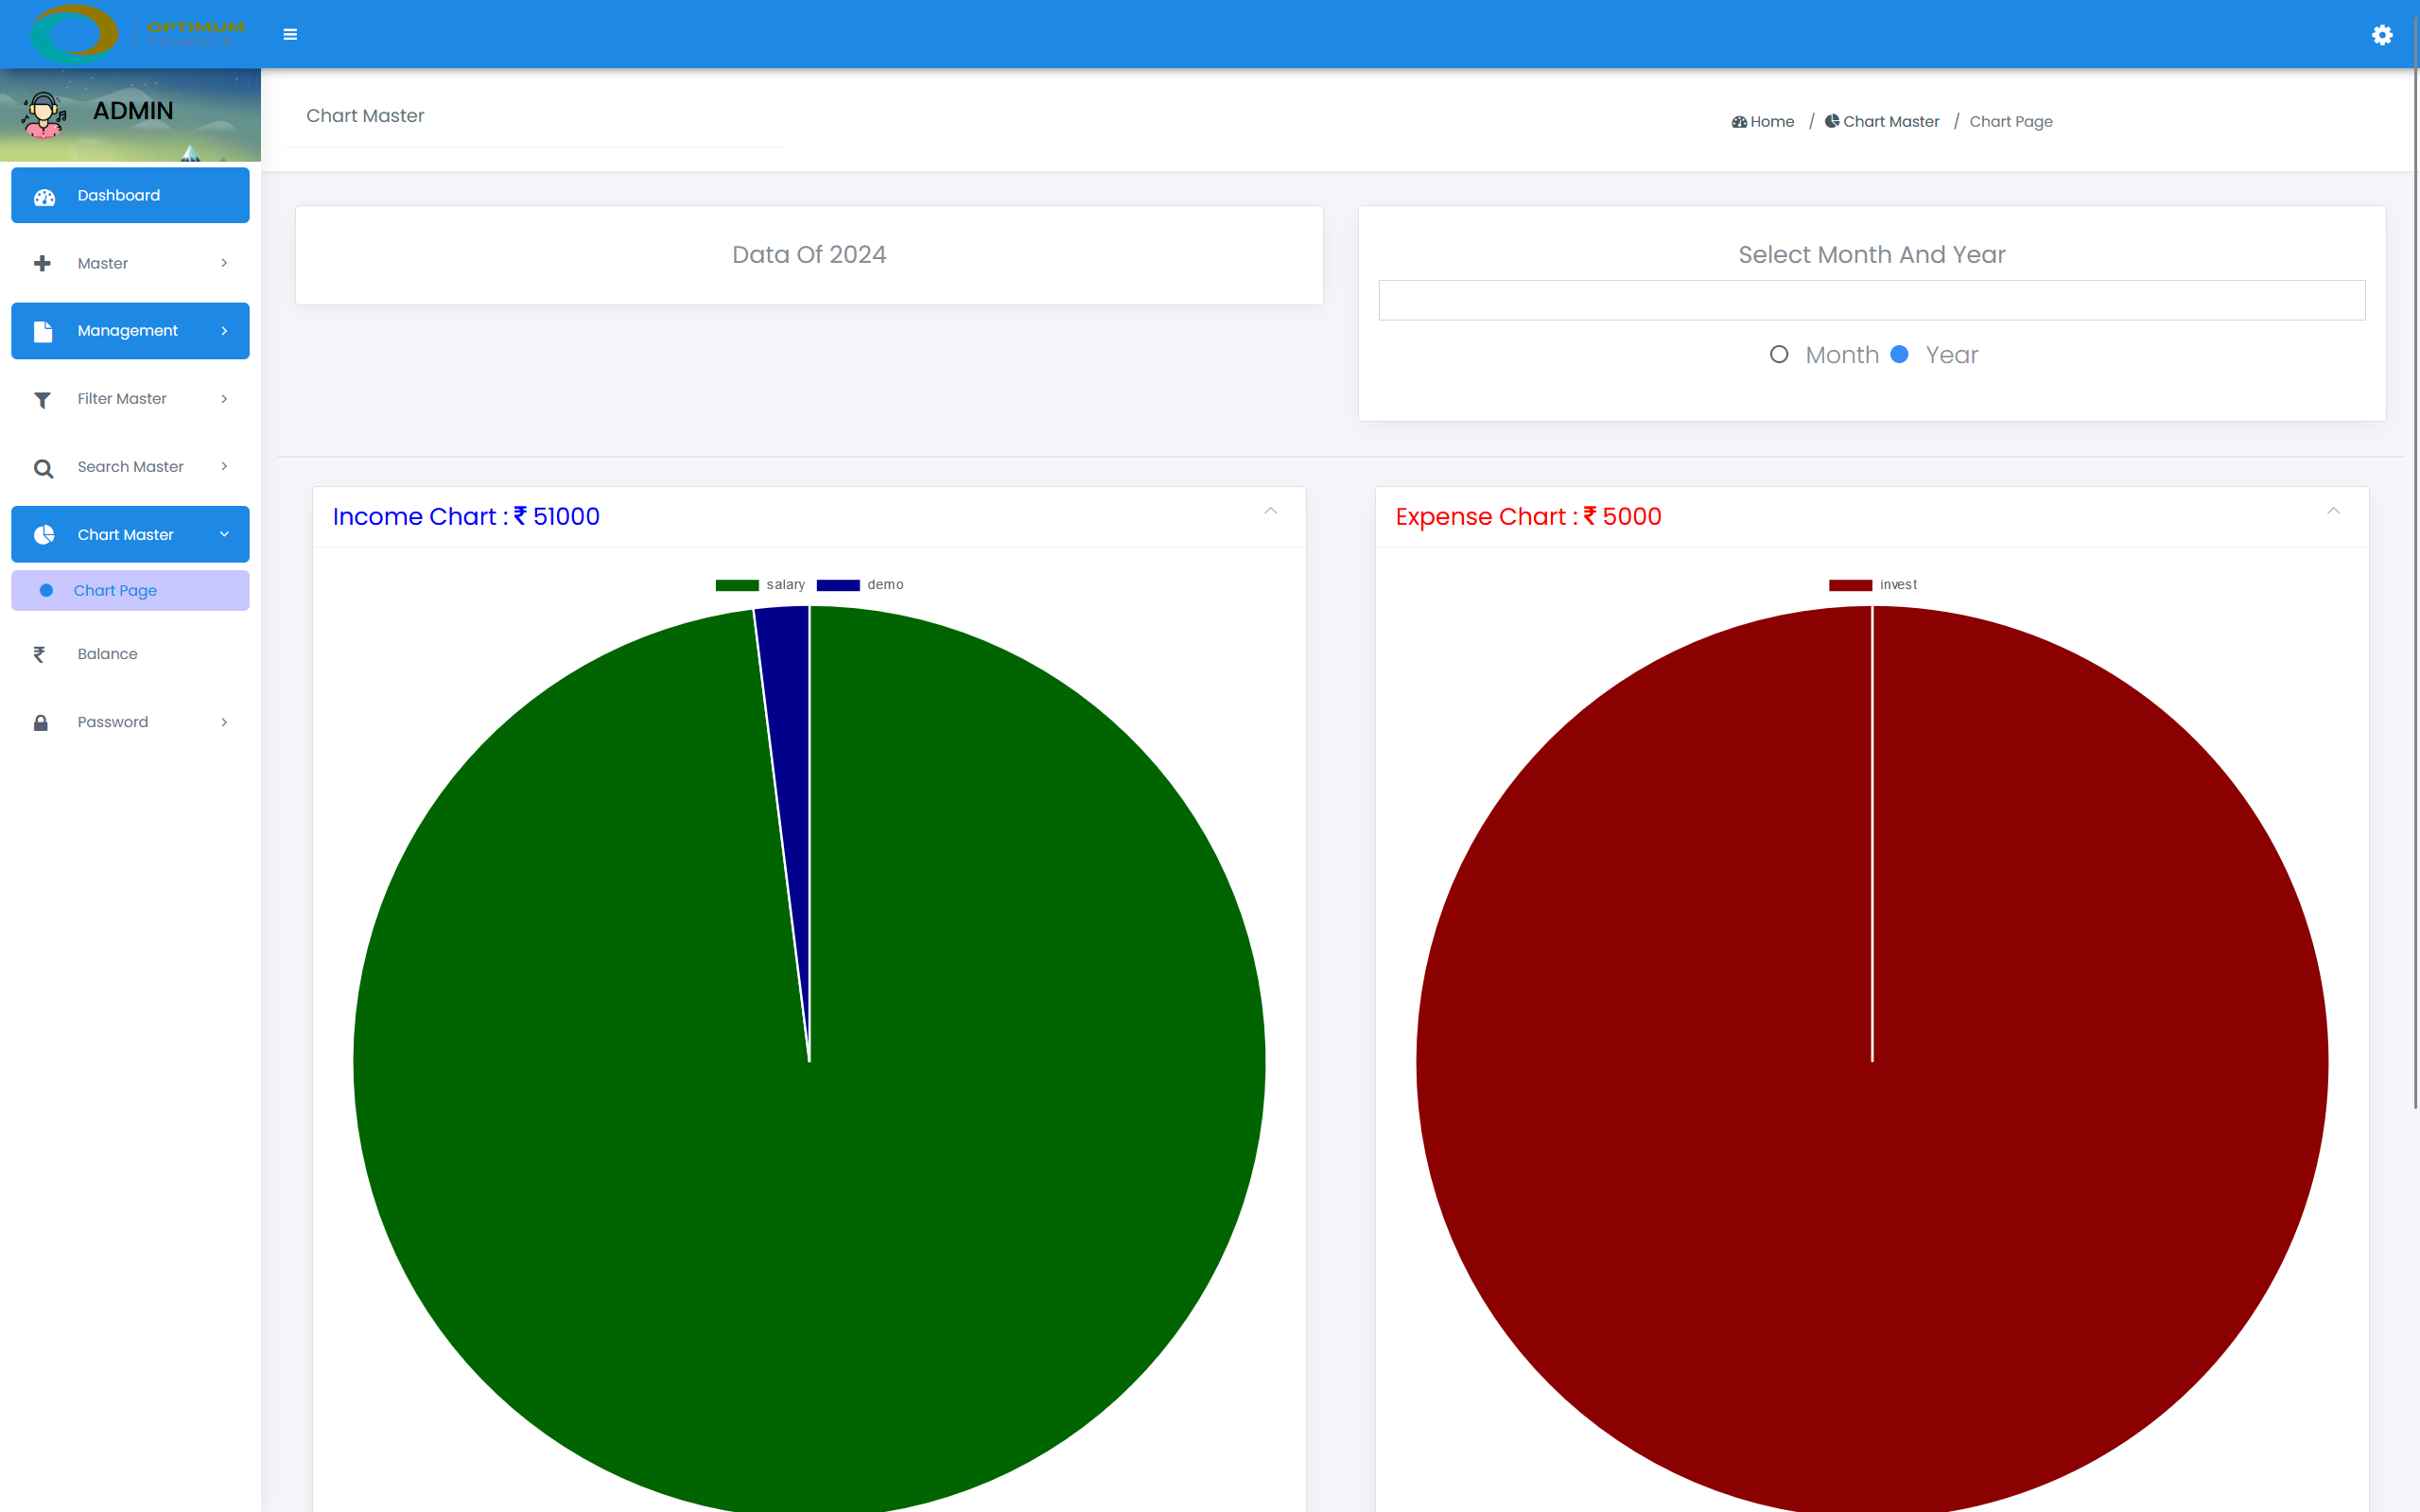 OPTIMUM
ADMIN
Dashboard
Master
Management
Filter Master
Search Master
Chart Master
Chart Page
₹ Balance
Password
Chart Master
Home / Chart Master / Chart Page
Data Of 2024
Select Month And Year
Month Year
Income Chart : ₹ 51000
salary demo
Expense Chart : ₹ 5000
invest